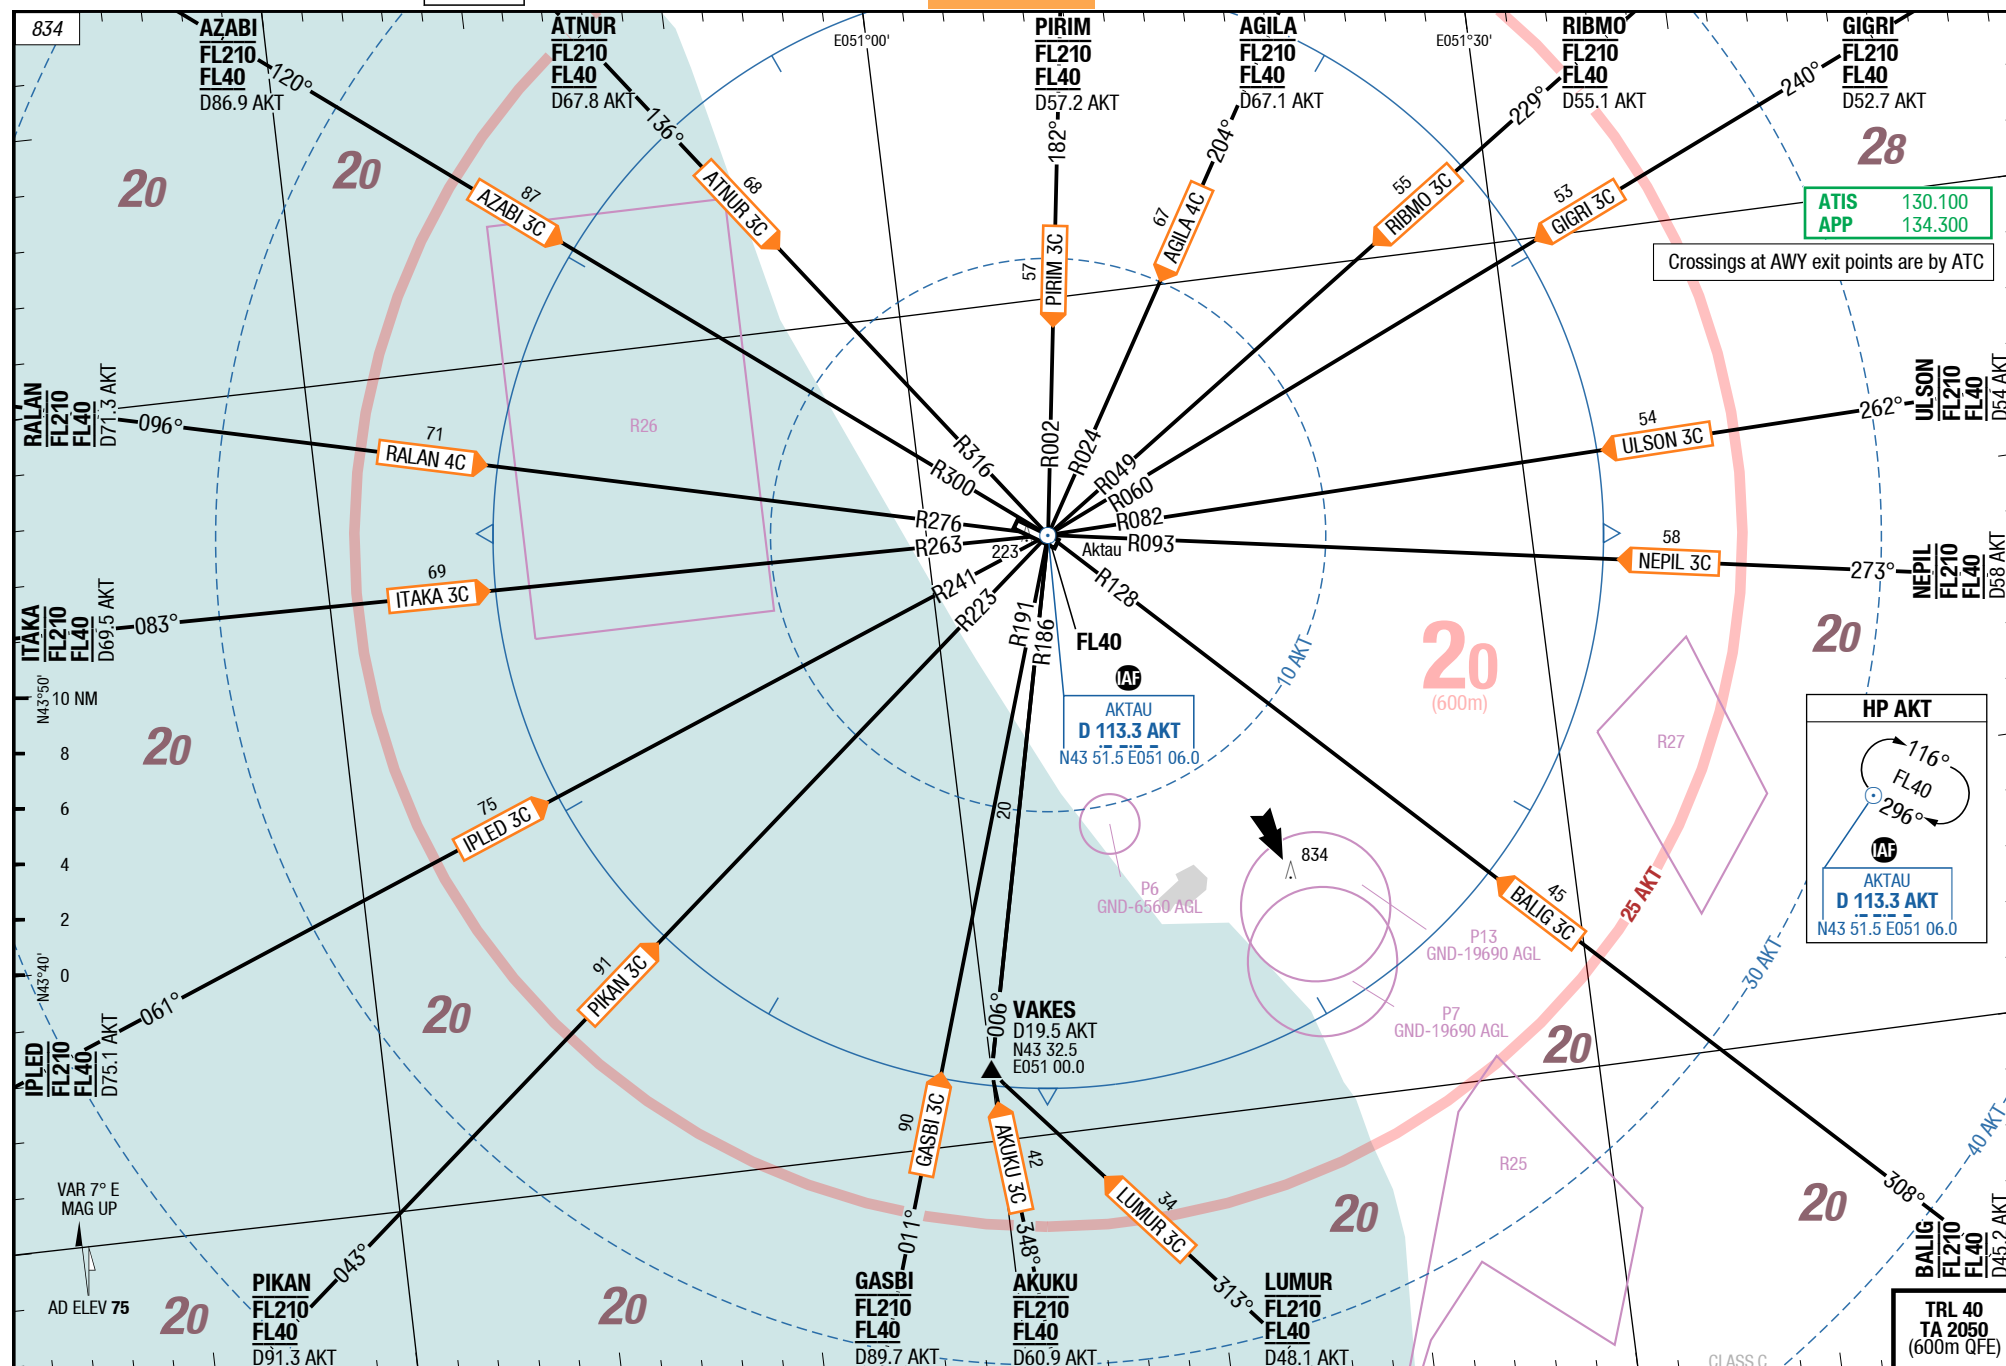 834
AZABI
FL210
FL40
D86.9 AKT
ATNUR
FL210
FL40
D67.8 AKT
E051°00'
PIRIM
FL210
FL40
D57.2 AKT
AGILA
FL210
FL40
D67.1 AKT
E051°30'
RIBMO
FL210
FL40
D55.1 AKT
GIGRI
FL210
FL40
D52.7 AKT
120°
136°
182°
204°
229°
240°
20
20
28
87
AZABI 3C
68
ATNUR 3C
57
PIRIM 3C
67
AGILA 4C
55
RIBMO 3C
53
GIGRI 3C
ATIS 130.100
APP 134.300
Crossings at AWY exit points are by ATC
RALAN
FL210
FL40
D71.3 AKT
096°
71
RALAN 4C
R26
R316
R300
R002
R024
R049
R060
R082
R093
R276
R263
R241
R223
R191
R186
R128
223
Aktau
54
ULSON 3C
262°
ULSON
FL210
FL40
D54 AKT
58
NEPIL 3C
273°
NEPIL
FL210
FL40
D58 AKT
69
ITAKA 3C
083°
ITAKA
FL210
FL40
D69.5 AKT
FL40
IAF
AKTAU
D 113.3 AKT
N43 51.5 E051 06.0
10 AKT
20
(600m)
20
R27
HP AKT
116°
FL40
296°
IAF
AKTAU
D 113.3 AKT
N43 51.5 E051 06.0
N43°50'
10 NM
8
6
4
2
0
N43°40'
20
75
IPLED 3C
061°
IPLED
FL210
FL40
D75.1 AKT
91
PIKAN 3C
20
20
P6
GND-6560 AGL
834
P13
GND-19690 AGL
P7
GND-19690 AGL
45
BALIG 3C
25 AKT
30 AKT
40 AKT
006°
VAKES
D19.5 AKT
N43 32.5
E051 00.0
20
90
GASBI 3C
42
AKUKU 3C
34
LUMUR 3C
R25
20
20
308°
BALIG
FL210
FL40
D45.2 AKT
VAR 7° E
MAG UP
AD ELEV 75
20
043°
PIKAN
FL210
FL40
D91.3 AKT
20
011°
GASBI
FL210
FL40
D89.7 AKT
348°
AKUKU
FL210
FL40
D60.9 AKT
313°
LUMUR
FL210
FL40
D48.1 AKT
TRL 40
TA 2050
(600m QFE)
CLASS C